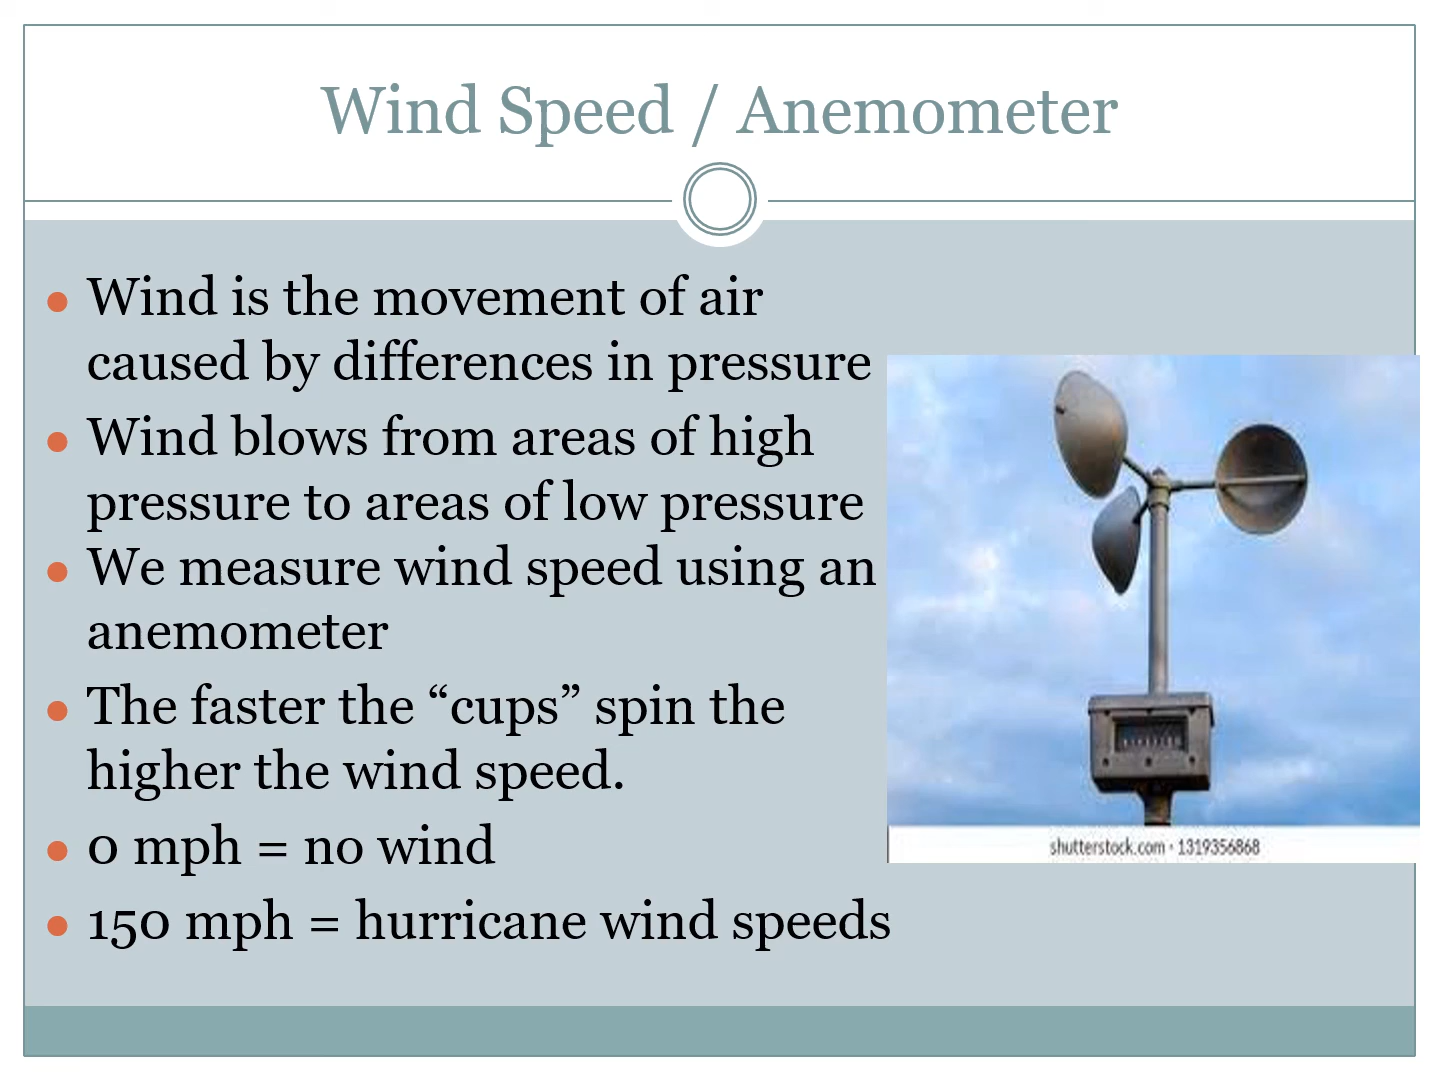 Wind Speed / Anemometer
● Wind is the movement of air
caused by differences in pressure
● Wind blows from areas of high
pressure to areas of low pressure
● We measure wind speed using an
anemometer
● The faster the “cups” spin the
higher the wind speed.
● 0 mph = no wind
● 150 mph = hurricane wind speeds
shutterstock.com · 1319356868